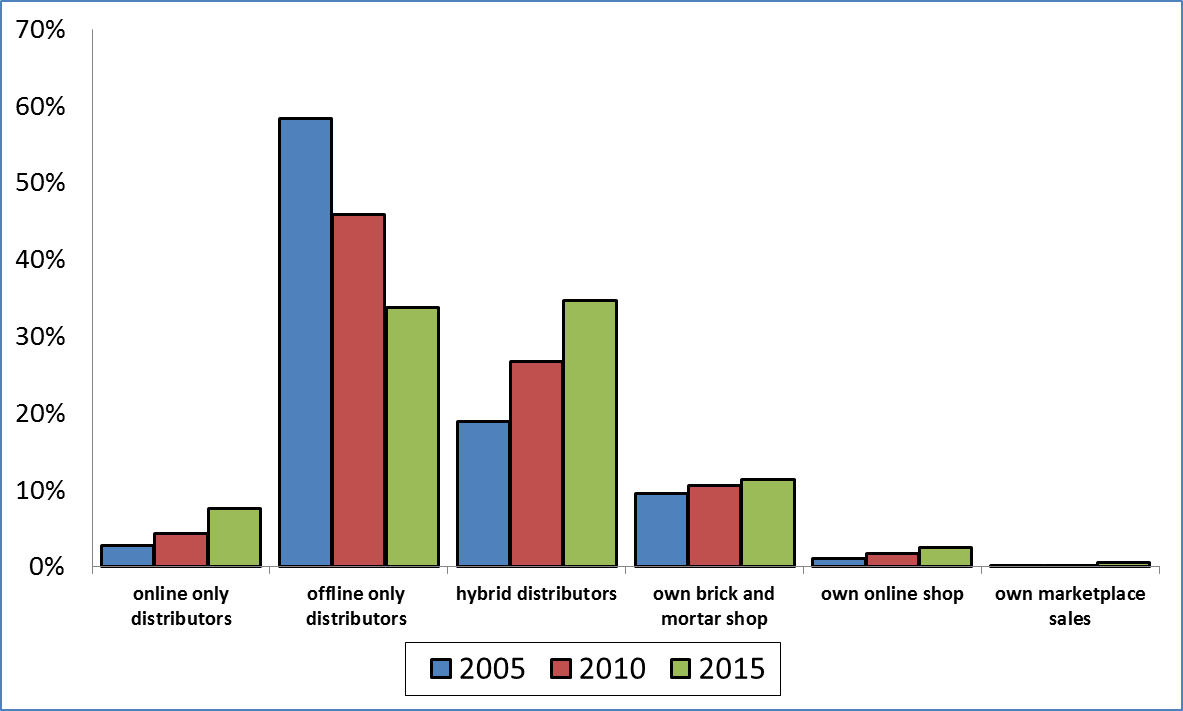 70%
60%
50%
40%
30%
20%
10%
0%
online only
distributors
offline only
distributors
hybrid distributors
own brick and
mortar shop
own online shop
own marketplace
sales
2005 2010 2015